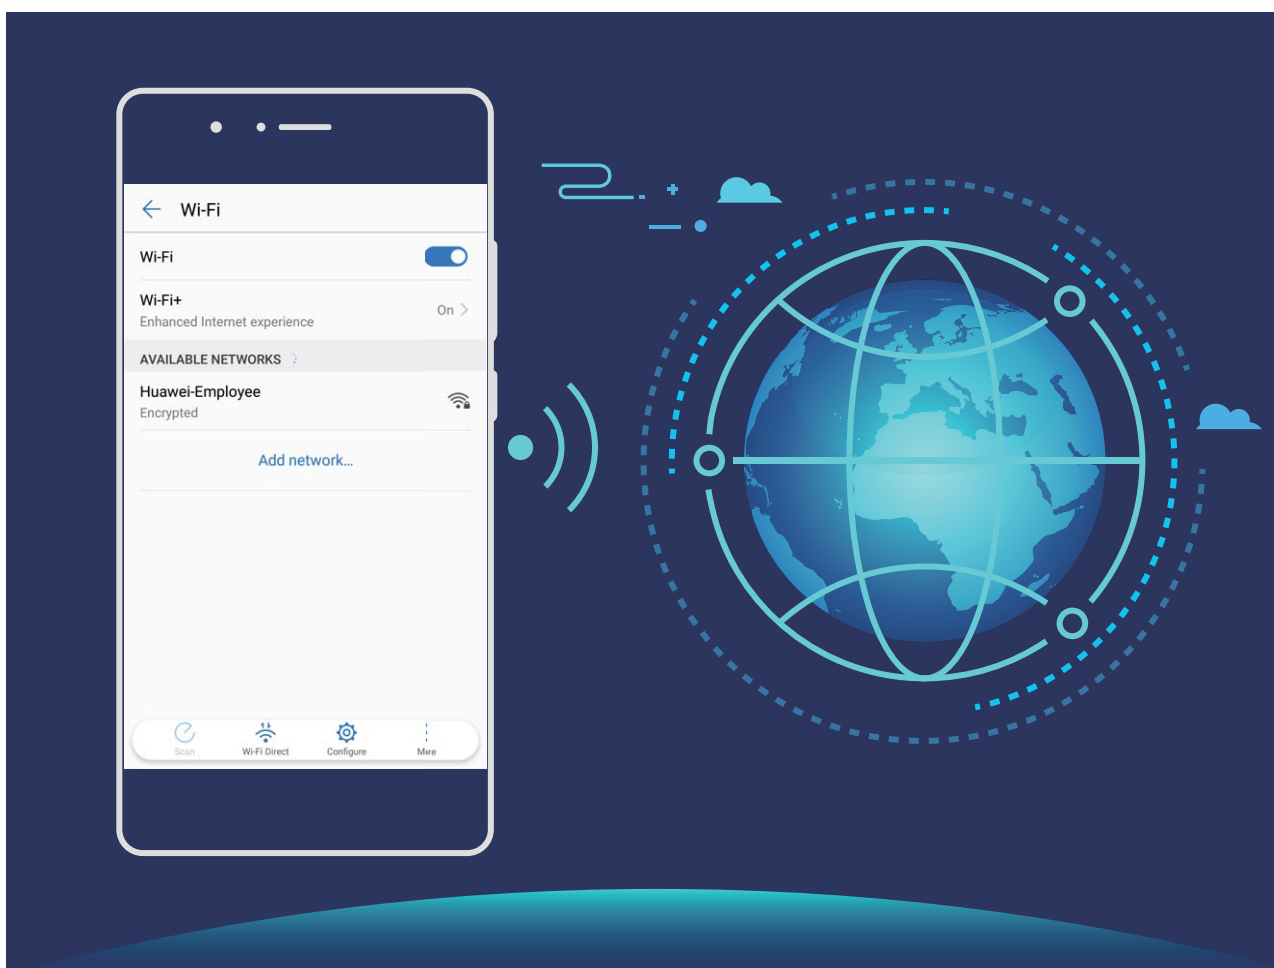 Wi-Fi
Wi-Fi
Wi-Fi+
Enhanced Internet experience
On
AVAILABLE NETWORKS
Huawei-Employee
Encrypted
Add network...
Scan
Wi-Fi Direct
Configure
More